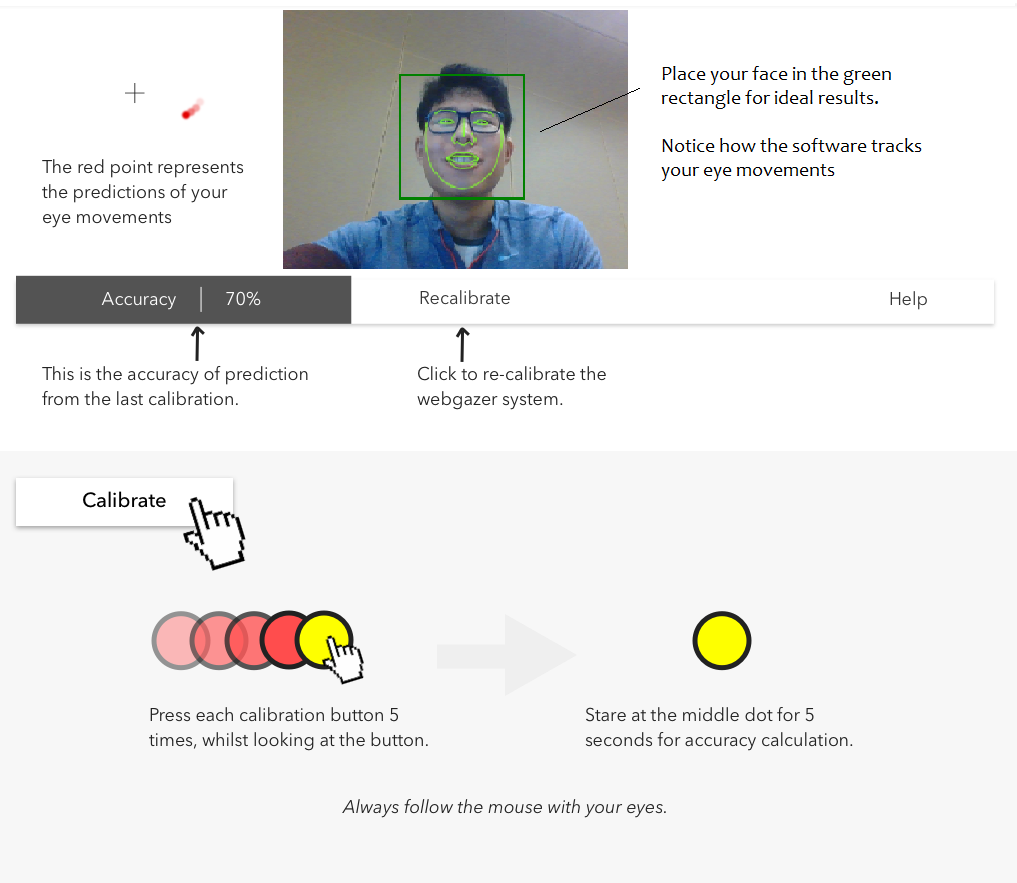 Place your face in the green
rectangle for ideal results.
Notice how the software tracks
your eye movements
The red point represents
the predictions of your
eye movements
Accuracy | 70%
Recalibrate
Help
This is the accuracy of prediction
from the last calibration.
Click to re-calibrate the
webgazer system.
Calibrate
Press each calibration button 5
times, whilst looking at the button.
Stare at the middle dot for 5
seconds for accuracy calculation.
Always follow the mouse with your eyes.